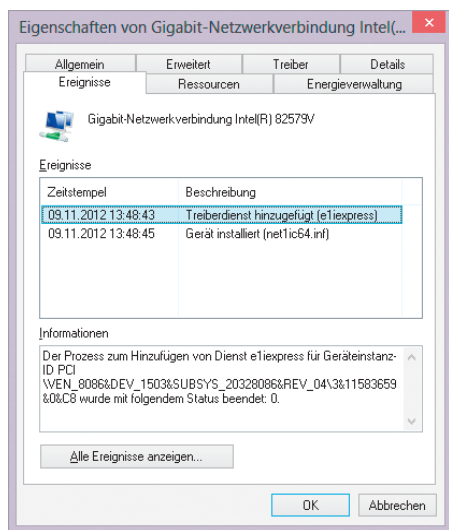 Eigenschaften von Gigabit-Netzwerkverbindung Intel(...
Allgemein Erweitert Treiber Details
Ereignisse Ressourcen Energieverwaltung
Gigabit-Netzwerkverbindung Intel(R) 82579V
Ereignisse
Zeitstempel Beschreibung
09.11.2012 13:48:43 Treiberdienst hinzugefügt (e1iexpress)
09.11.2012 13:48:45 Gerät installiert (net1ic64.inf)
Informationen
Der Prozess zum Hinzufügen von Dienst e1iexpress für Geräteinstanz-
ID PCI
\VEN_8086&DEV_1503&SUBSYS_20328086&REV_04\3&11583659
&0&C8 wurde mit folgendem Status beendet: 0.
Alle Ereignisse anzeigen...
OK Abbrechen